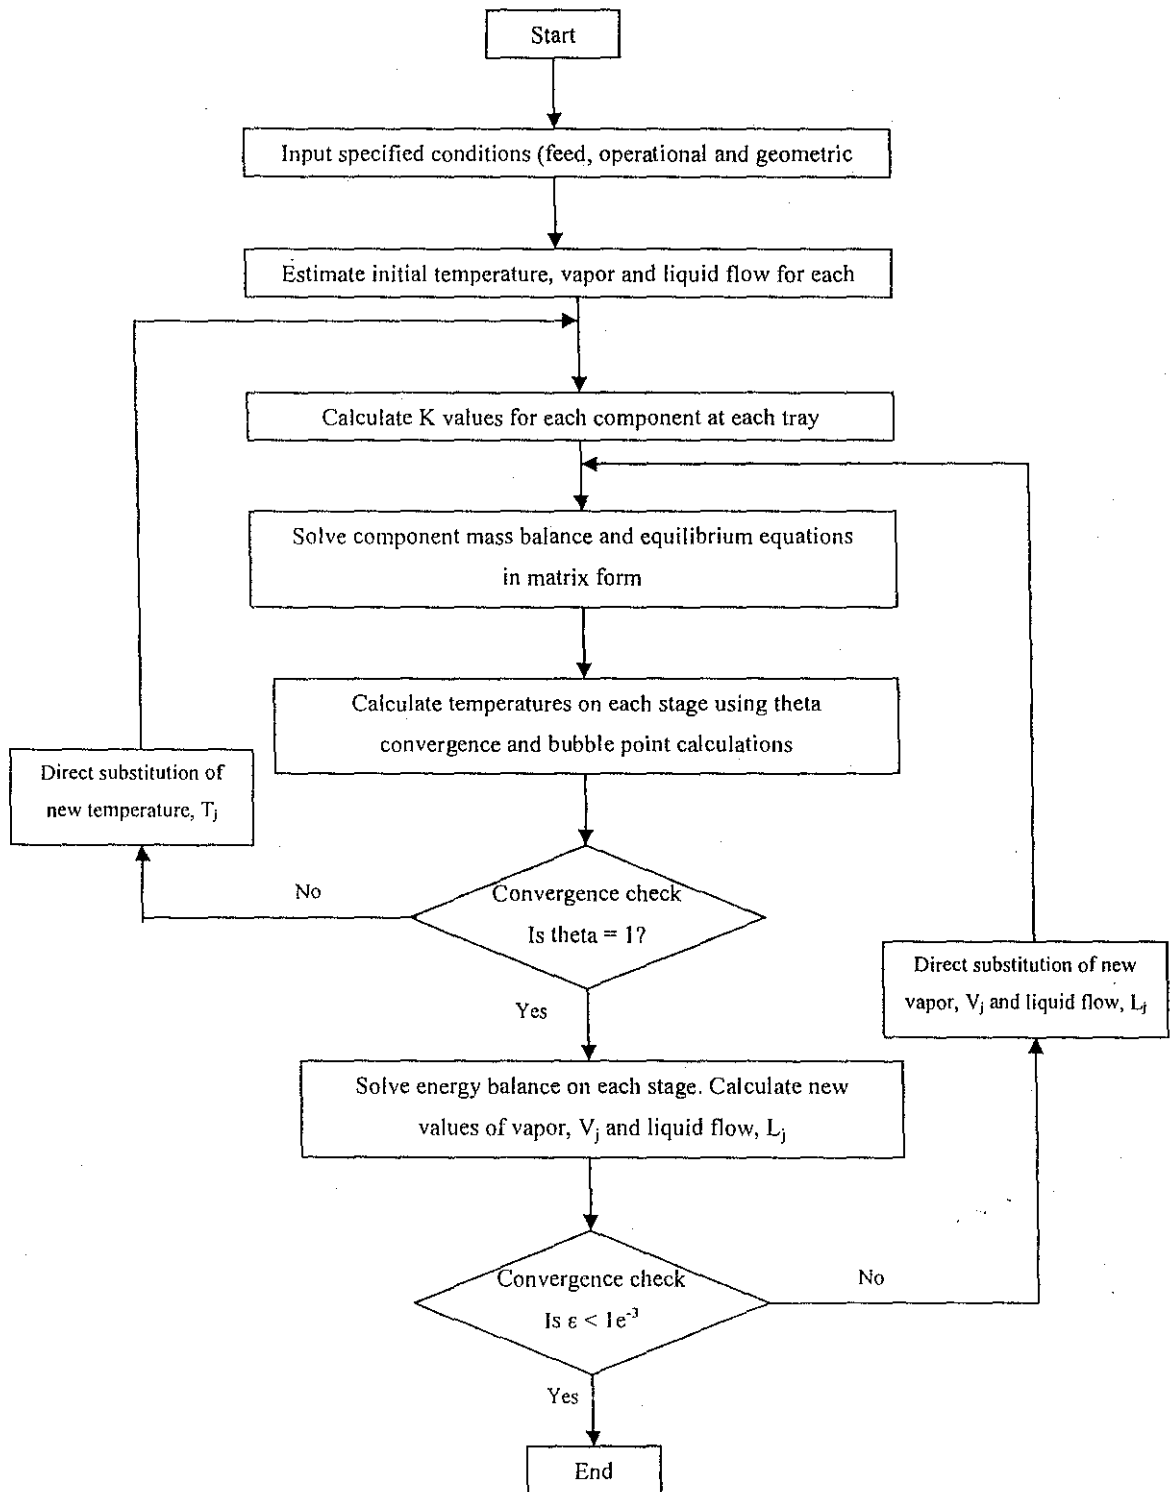 Start
Input specified conditions (feed, operational and geometric
Estimate initial temperature, vapor and liquid flow for each
Calculate K values for each component at each tray
Solve component mass balance and equilibrium equations
in matrix form
Calculate temperatures on each stage using theta
convergence and bubble point calculations
Direct substitution of
new temperature, Tj
No
Convergence check
Is theta = 1?
Yes
Direct substitution of new
vapor, Vj and liquid flow, Lj
Solve energy balance on each stage. Calculate new
values of vapor, Vj and liquid flow, Lj
Convergence check
Is ε < 1e⁻³
No
Yes
End